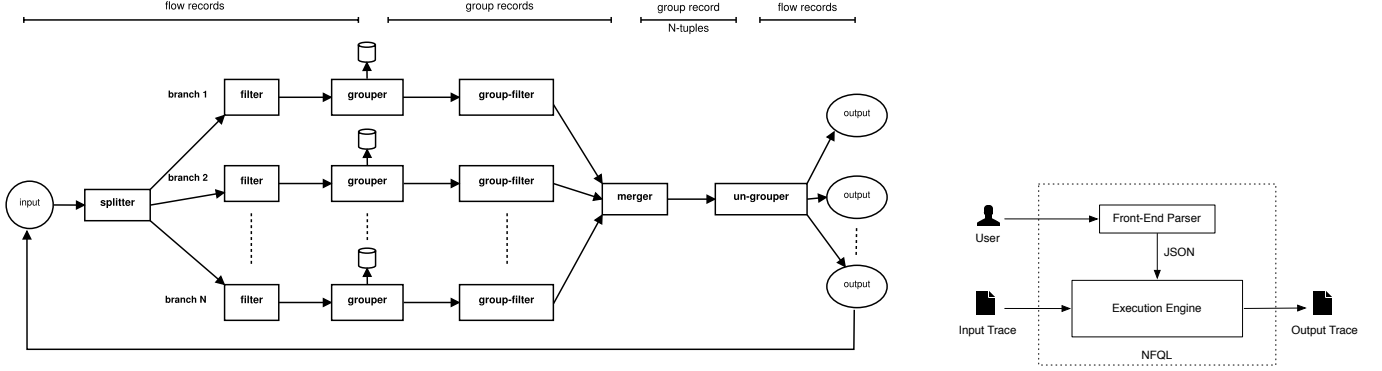 flow records
group records
group record
N-tuples
flow records
branch 1
filter
grouper
group-filter
output
branch 2
filter
grouper
group-filter
input
splitter
merger
un-grouper
output
branch N
filter
grouper
group-filter
output
User
Front-End Parser
JSON
Input Trace
Execution Engine
Output Trace
NFQL